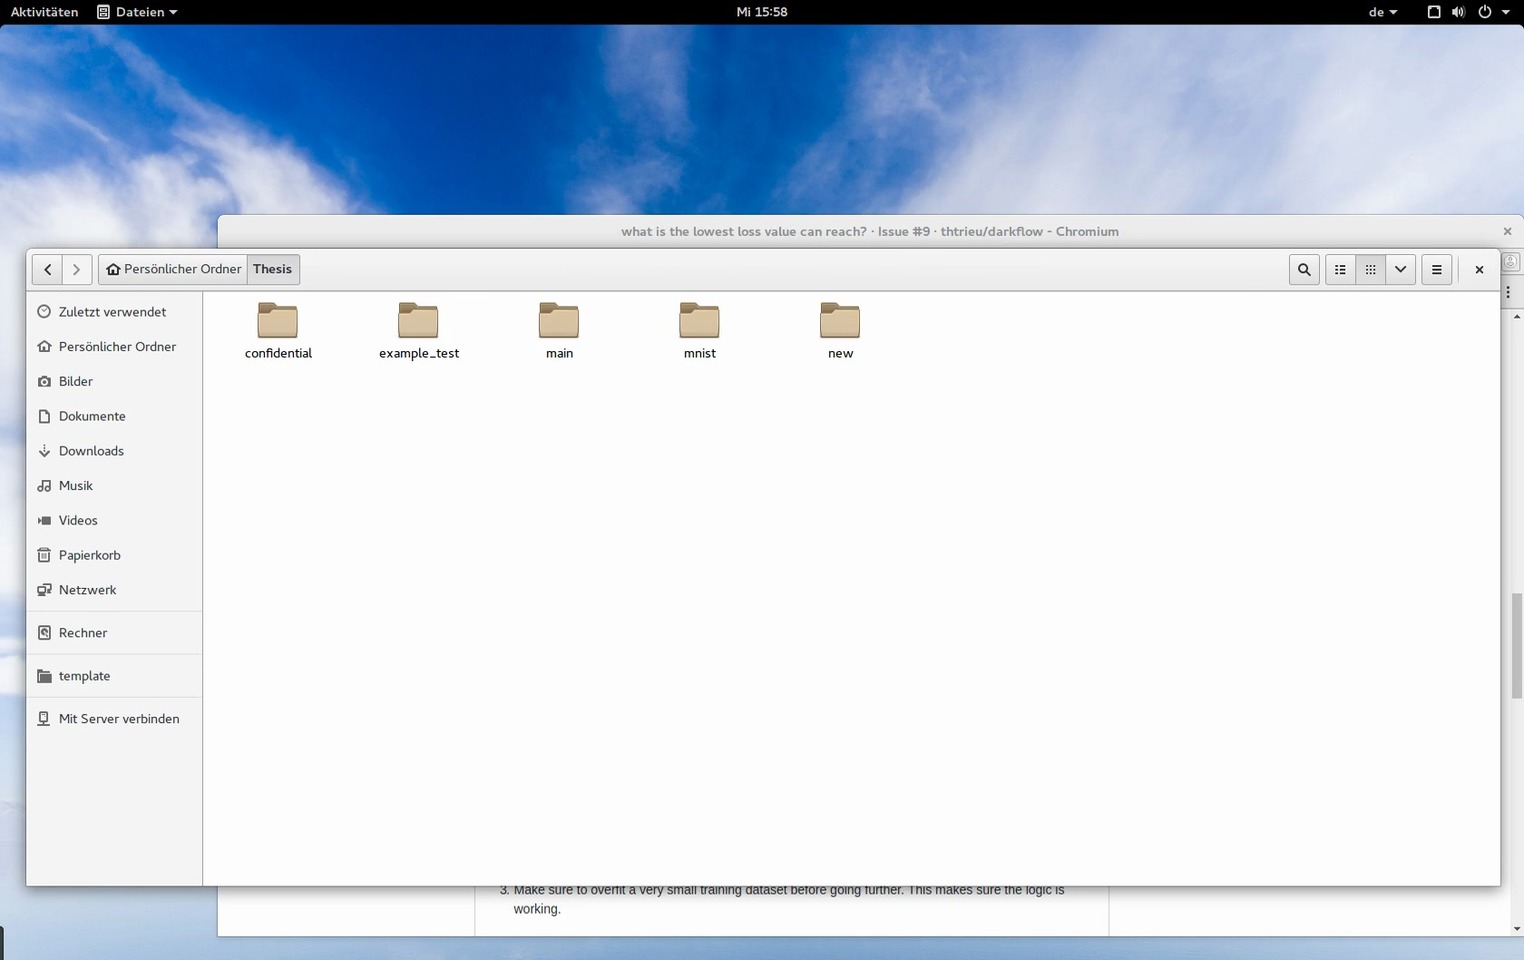 Aktivitäten Dateien Mi 15:58 de
what is the lowest loss value can reach? · Issue #9 · thtrieu/darkflow - Chromium
Persönlicher Ordner Thesis
Zuletzt verwendet
Persönlicher Ordner
Bilder
Dokumente
Downloads
Musik
Videos
Papierkorb
Netzwerk
Rechner
template
Mit Server verbinden
confidential example_test main mnist new
3. Make sure to overfit a very small training dataset before going further. This makes sure the logic is
working.